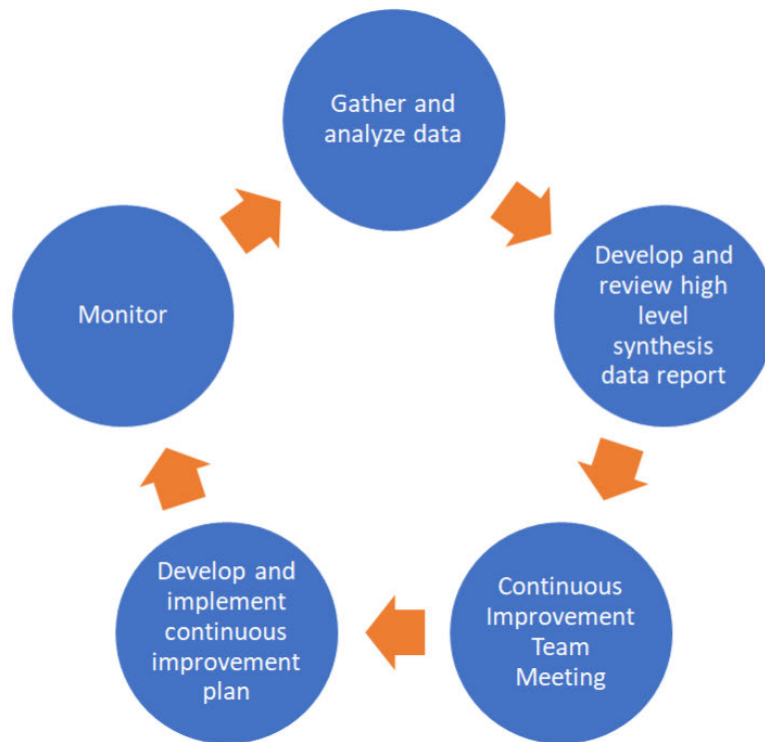 Gather and
analyze data
Develop and
review high
level
synthesis
data report
Continuous
Improvement
Team
Meeting
Develop and
implement
continuous
improvement
plan
Monitor